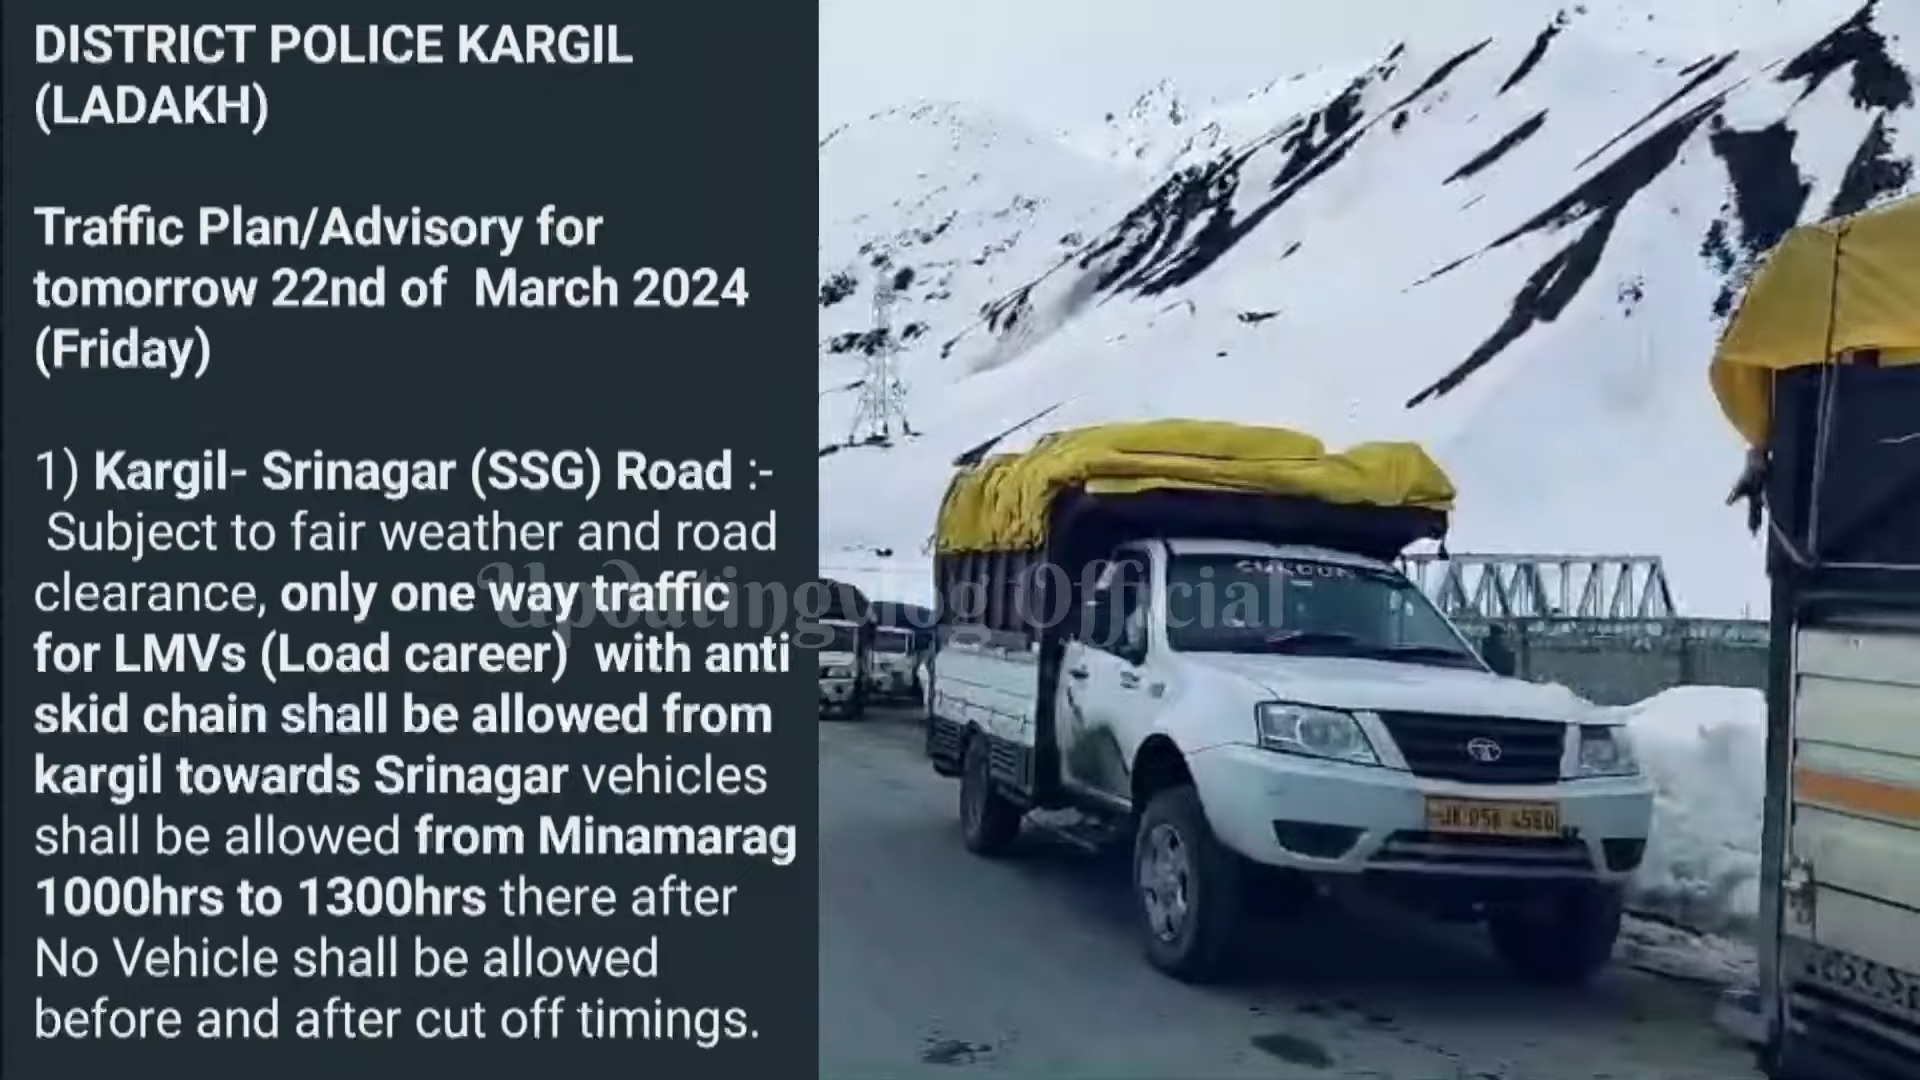 DISTRICT POLICE KARGIL
(LADAKH)
Traffic Plan/Advisory for
tomorrow 22nd of March 2024
(Friday)
1) Kargil- Srinagar (SSG) Road :-
Subject to fair weather and road
clearance, only one way traffic
for LMVs (Load career) with anti
skid chain shall be allowed from
kargil towards Srinagar vehicles
shall be allowed from Minamarag
1000hrs to 1300hrs there after
No Vehicle shall be allowed
before and after cut off timings.
Updatingvlog Official